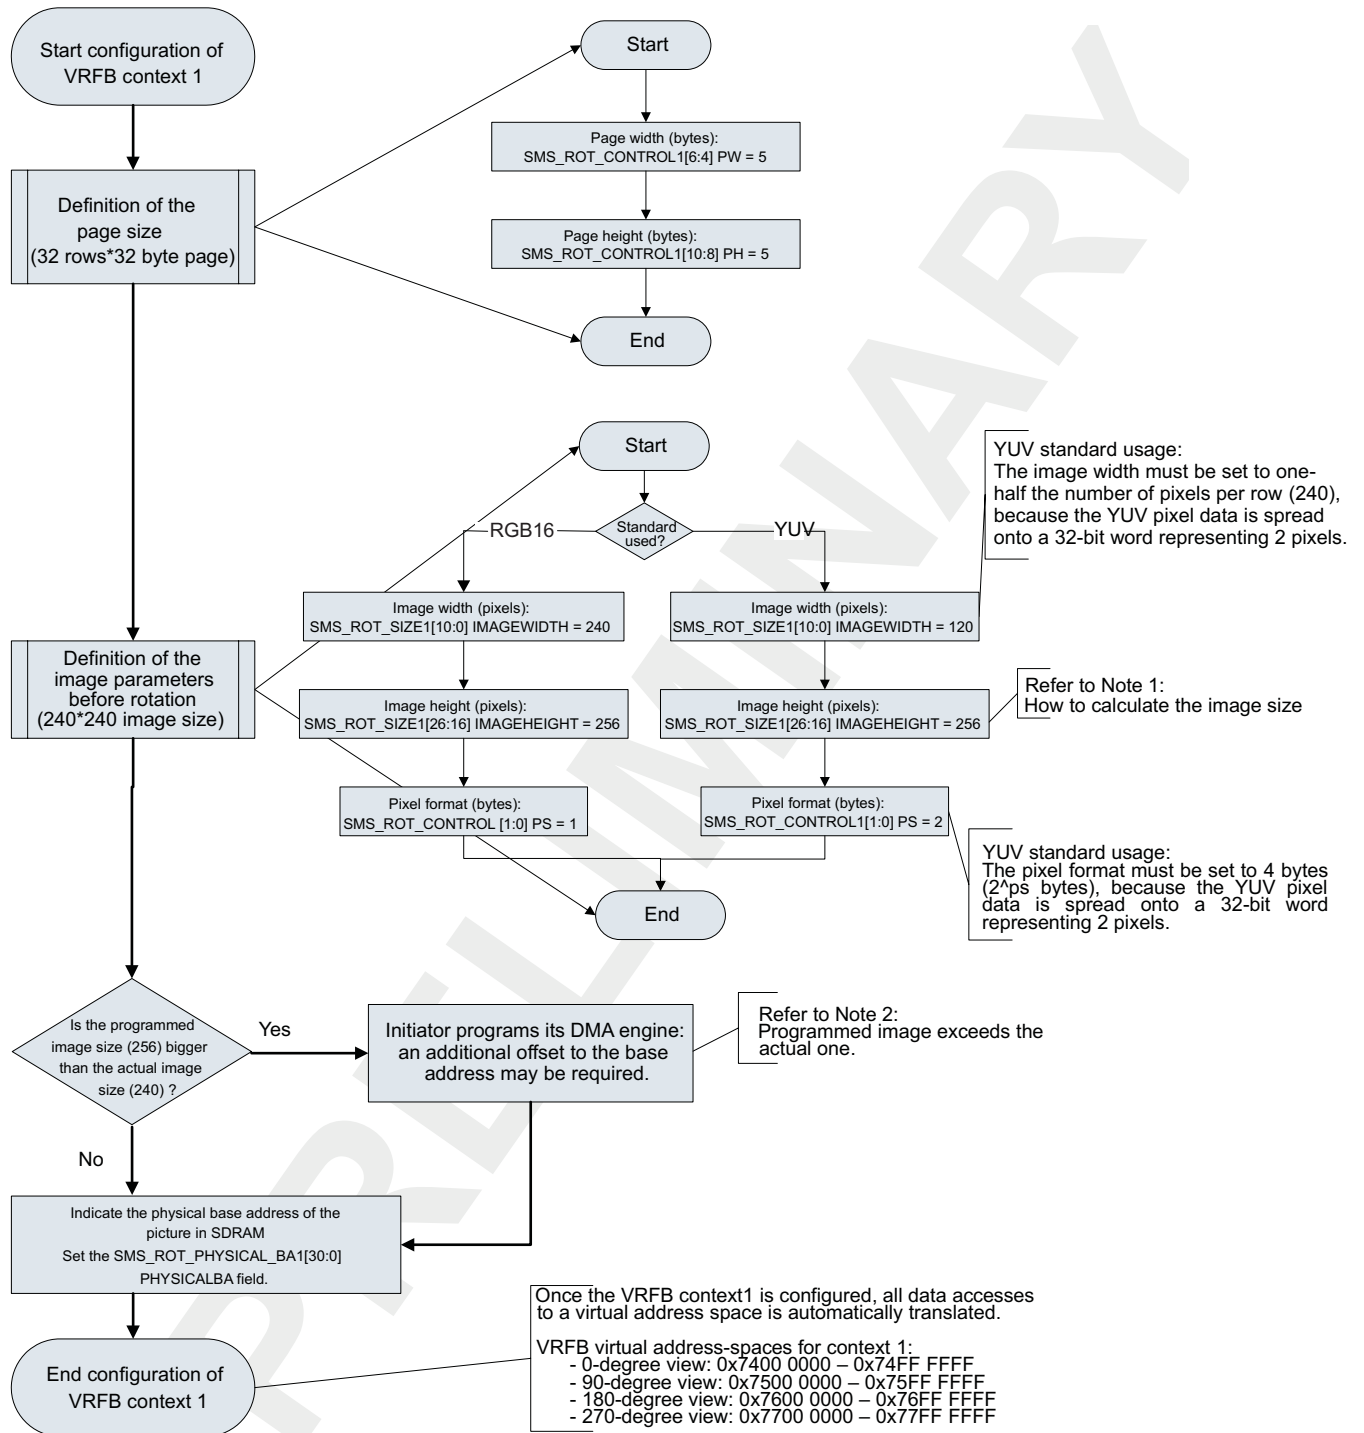 Start configuration of
VRFB context 1
Start
Page width (bytes):
SMS_ROT_CONTROL1[6:4] PW = 5
Definition of the
page size
(32 rows*32 byte page)
Page height (bytes):
SMS_ROT_CONTROL1[10:8] PH = 5
End
Start
YUV standard usage:
The image width must be set to one-
half the number of pixels per row (240),
because the YUV pixel data is spread
onto a 32-bit word representing 2 pixels.
RGB16
Standard
used?
YUV
Image width (pixels):
SMS_ROT_SIZE1[10:0] IMAGEWIDTH = 240
Image width (pixels):
SMS_ROT_SIZE1[10:0] IMAGEWIDTH = 120
Definition of the
image parameters
before rotation
(240*240 image size)
Image height (pixels):
SMS_ROT_SIZE1[26:16] IMAGEHEIGHT = 256
Image height (pixels):
SMS_ROT_SIZE1[26:16] IMAGEHEIGHT = 256
Refer to Note 1:
How to calculate the image size
Pixel format (bytes):
SMS_ROT_CONTROL [1:0] PS = 1
Pixel format (bytes):
SMS_ROT_CONTROL1[1:0] PS = 2
YUV standard usage:
The pixel format must be set to 4 bytes
(2^ps bytes), because the YUV pixel
data is spread onto a 32-bit word
representing 2 pixels.
End
Is the programmed
image size (256) bigger
than the actual image
size (240) ?
Yes
Initiator programs its DMA engine:
an additional offset to the base
address may be required.
Refer to Note 2:
Programmed image exceeds the
actual one.
No
Indicate the physical base address of the
picture in SDRAM
Set the SMS_ROT_PHYSICAL_BA1[30:0]
PHYSICALBA field.
Once the VRFB context1 is configured, all data accesses
to a virtual address space is automatically translated.
VRFB virtual address-spaces for context 1:
- 0-degree view: 0x7400 0000 – 0x74FF FFFF
- 90-degree view: 0x7500 0000 – 0x75FF FFFF
- 180-degree view: 0x7600 0000 – 0x76FF FFFF
- 270-degree view: 0x7700 0000 – 0x77FF FFFF
End configuration of
VRFB context 1
PRELIMINARY